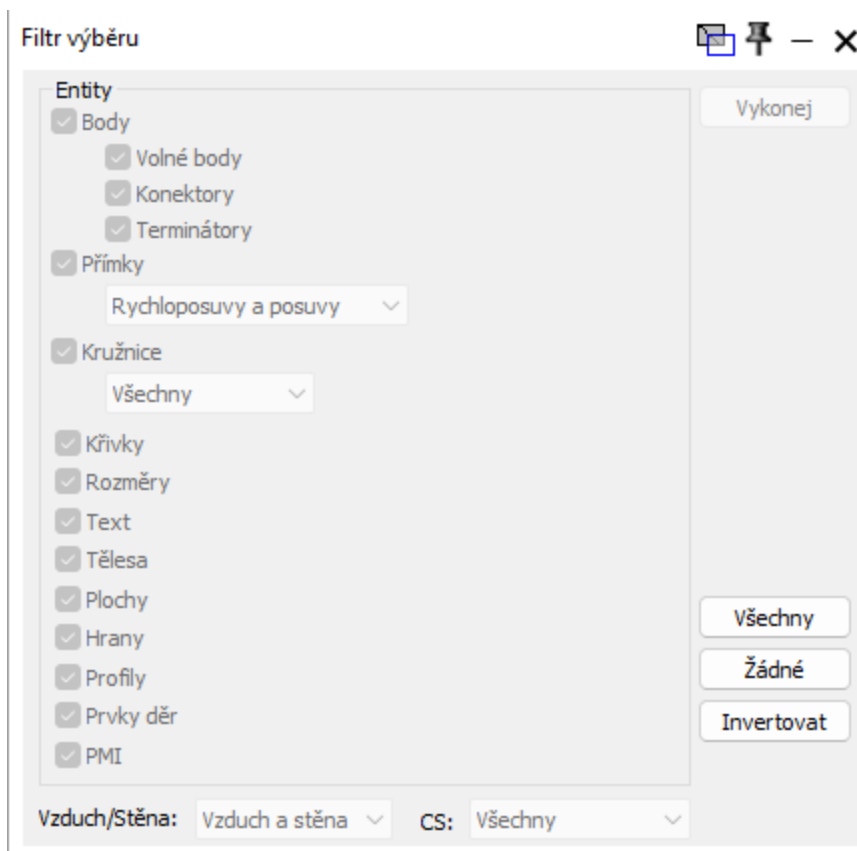 Filtr výběru
Entity
Vykonej
Body
Volné body
Konektory
Terminátory
Přímky
Rychloposuvy a posuvy
Kružnice
Všechny
Křivky
Rozměry
Text
Tělesa
Plochy
Hrany
Profily
Prvky děr
PMI
Všechny
Žádné
Invertovat
Vzduch/Stěna: Vzduch a stěna CS: Všechny